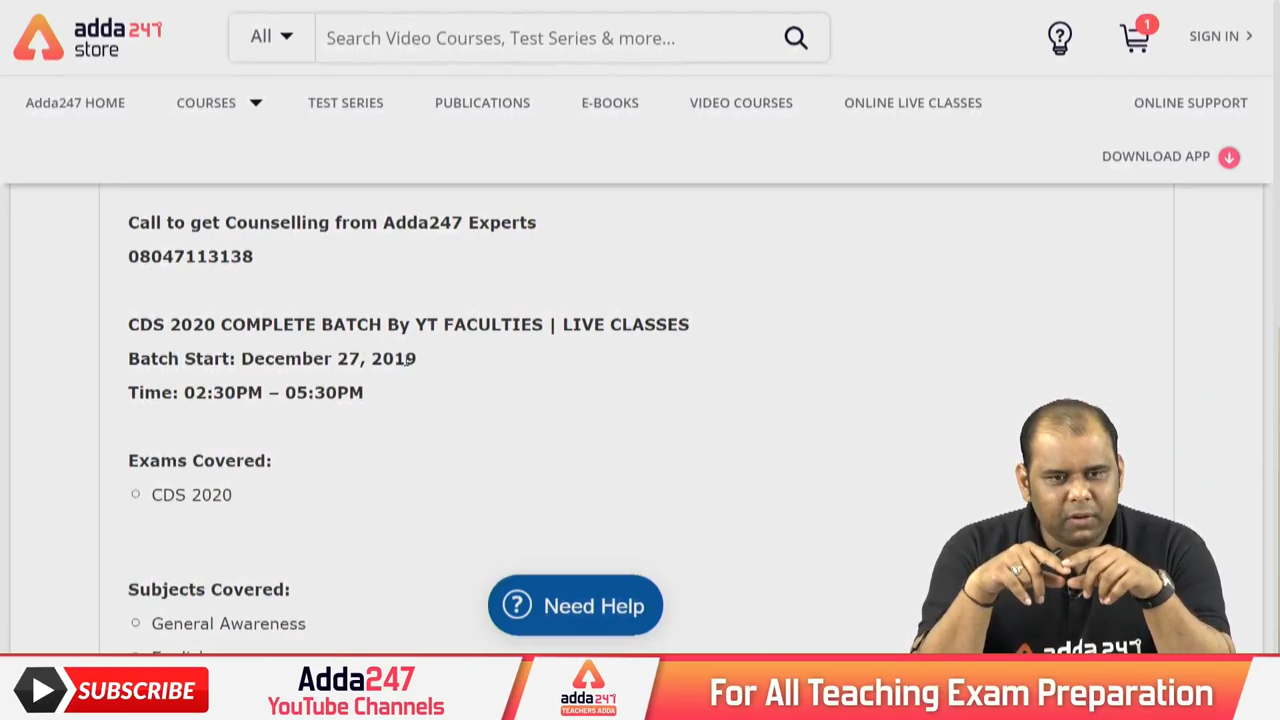 adda247
store
All
Search Video Courses, Test Series & more...
1
SIGN IN
Adda247 HOME
COURSES
TEST SERIES
PUBLICATIONS
E-BOOKS
VIDEO COURSES
ONLINE LIVE CLASSES
ONLINE SUPPORT
DOWNLOAD APP
Call to get Counselling from Adda247 Experts
08047113138
CDS 2020 COMPLETE BATCH By YT FACULTIES | LIVE CLASSES
Batch Start: December 27, 2019
Time: 02:30PM – 05:30PM
Exams Covered:
CDS 2020
Subjects Covered:
General Awareness
? Need Help
adda247
SUBSCRIBE
Adda247
YouTube Channels
adda247
TEACHERS ADDA
For All Teaching Exam Preparation